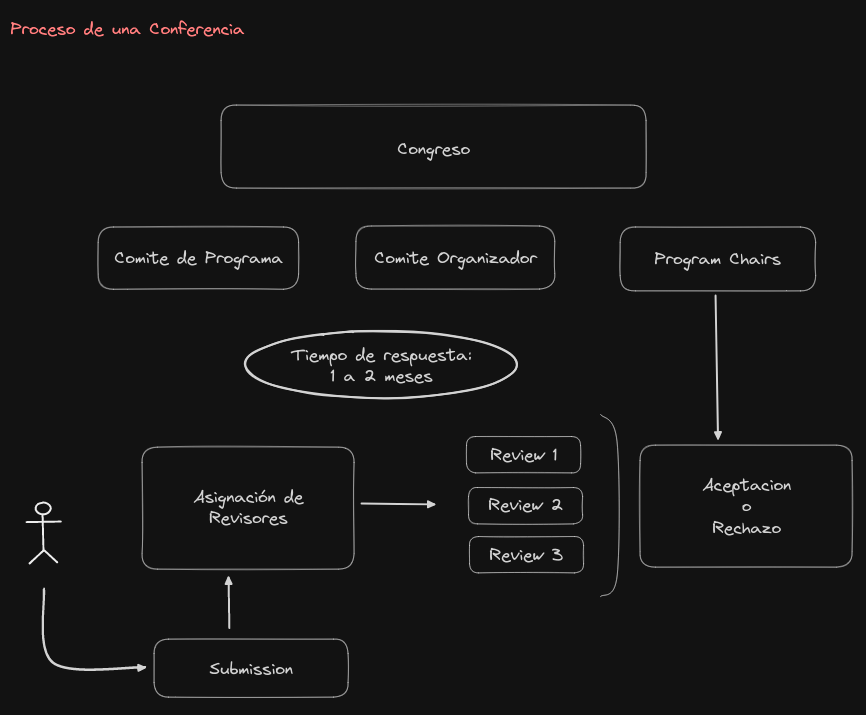 Proceso de una Conferencia
Congreso
Comite de Programa
Comite Organizador
Program Chairs
Tiempo de respuesta:
1 a 2 meses
Asignación de
Revisores
Review 1
Review 2
Review 3
Aceptacion
o
Rechazo
Submission